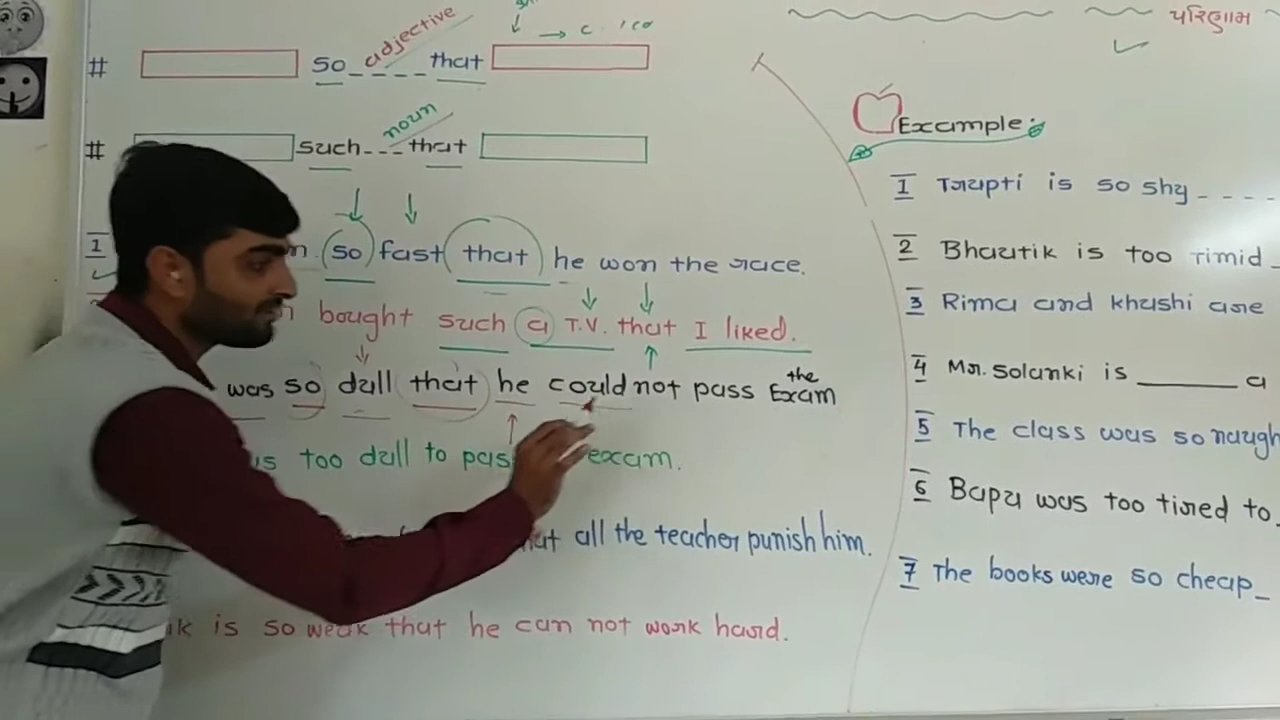 # so adjective that
# such noun that
1 so fast that he won the race.
bought such a T.V. that I liked.
was so dull that he could not pass the Exam
too dull to exam.
all the teacher punish him.
is so weak that he can not work hard.
પરિણામ
Example:
1 Trupti is so shy
2 Bhautik is too timid
3 Rima and khushi are
4 Mr. Solanki is ______ a
5 The class was so naugh
6 Bapu was too tired to.
7 The books were so cheap_